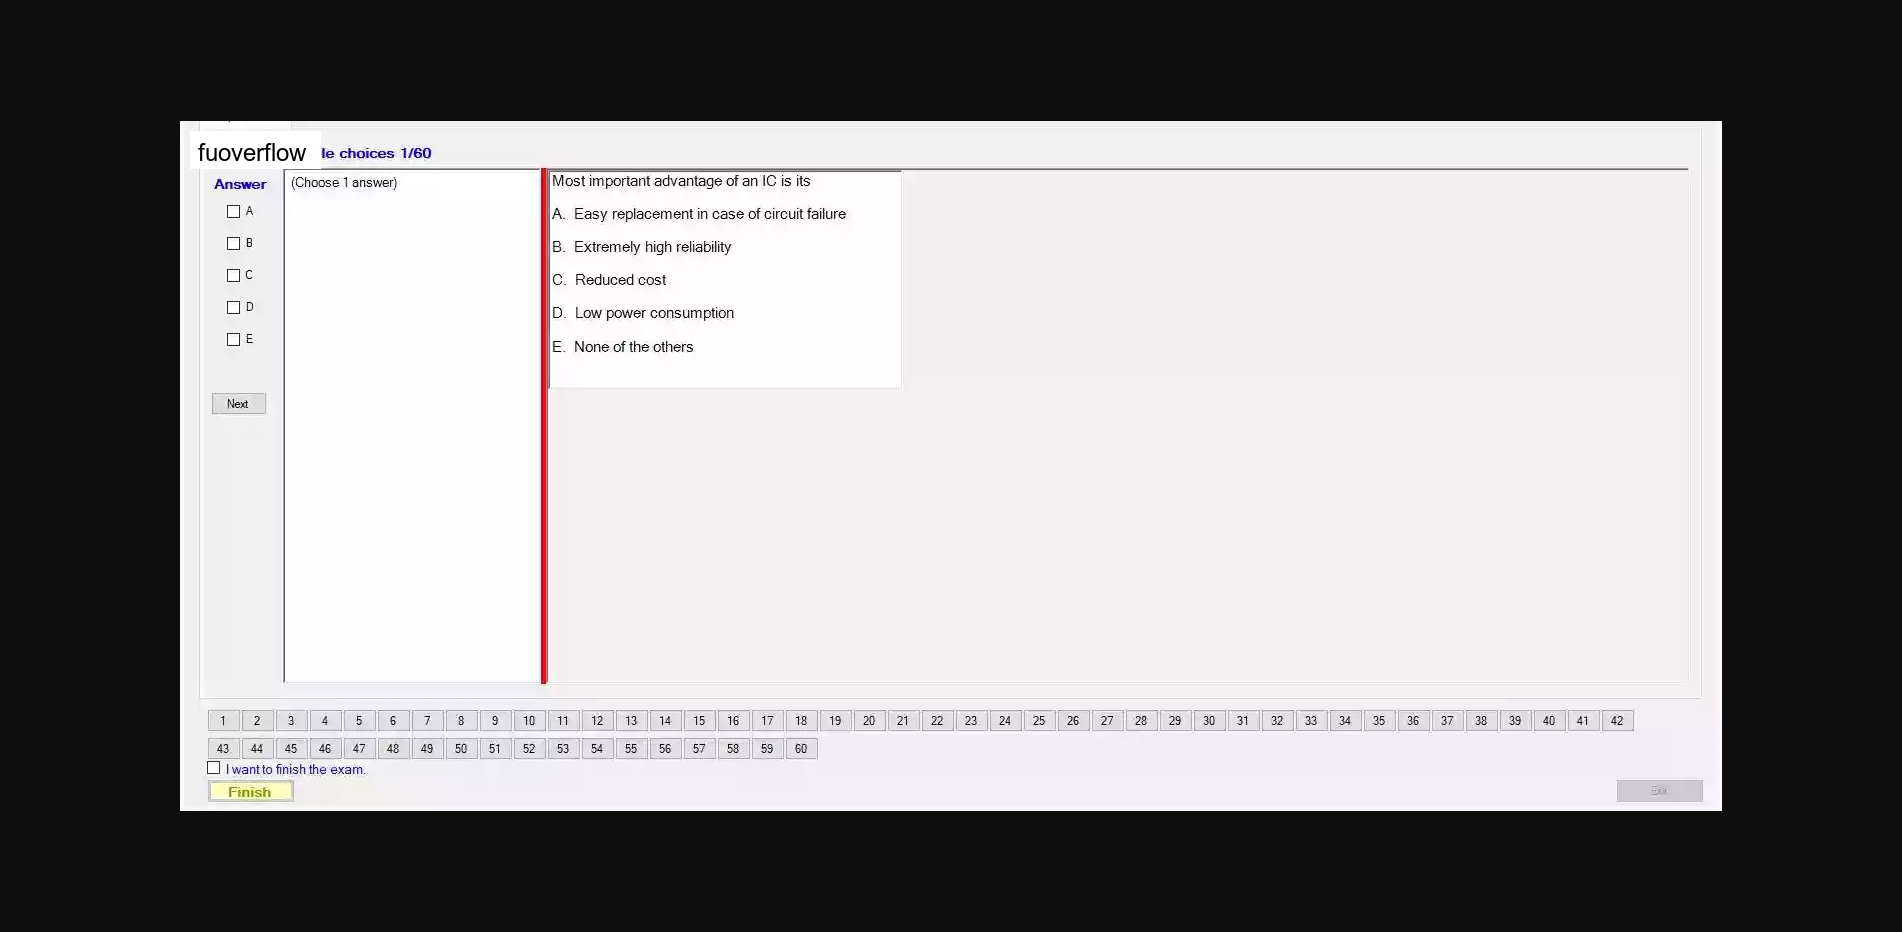 fuoverflow le choices 1/60
Answer
(Choose 1 answer)
A
B
C
D
E
Next
Most important advantage of an IC is its
A. Easy replacement in case of circuit failure
B. Extremely high reliability
C. Reduced cost
D. Low power consumption
E. None of the others
1 2 3 4 5 6 7 8 9 10 11 12 13 14 15 16 17 18 19 20 21 22 23 24 25 26 27 28 29 30 31 32 33 34 35 36 37 38 39 40 41 42
43 44 45 46 47 48 49 50 51 52 53 54 55 56 57 58 59 60
I want to finish the exam.
Finish
Exit